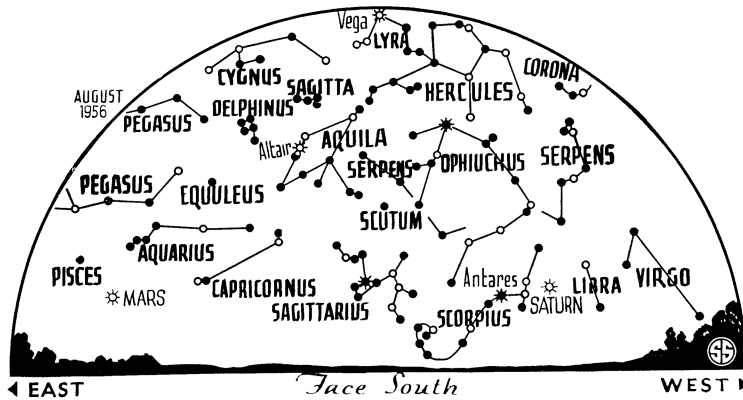 Vega
LYRA
CYGNUS
SAGITTA
HERCULES
CORONA
AUGUST
1956
PEGASUS
DELPHINUS
Altair
AQUILA
SERPENS
OPHIUCHUS
SERPENS
PEGASUS
EQUULEUS
SCUTUM
AQUARIUS
PISCES
MARS
CAPRICORNUS
SAGITTARIUS
Antares
SCORPIUS
SATURN
LIBRA
VIRGO
SS
EAST
Face South
WEST